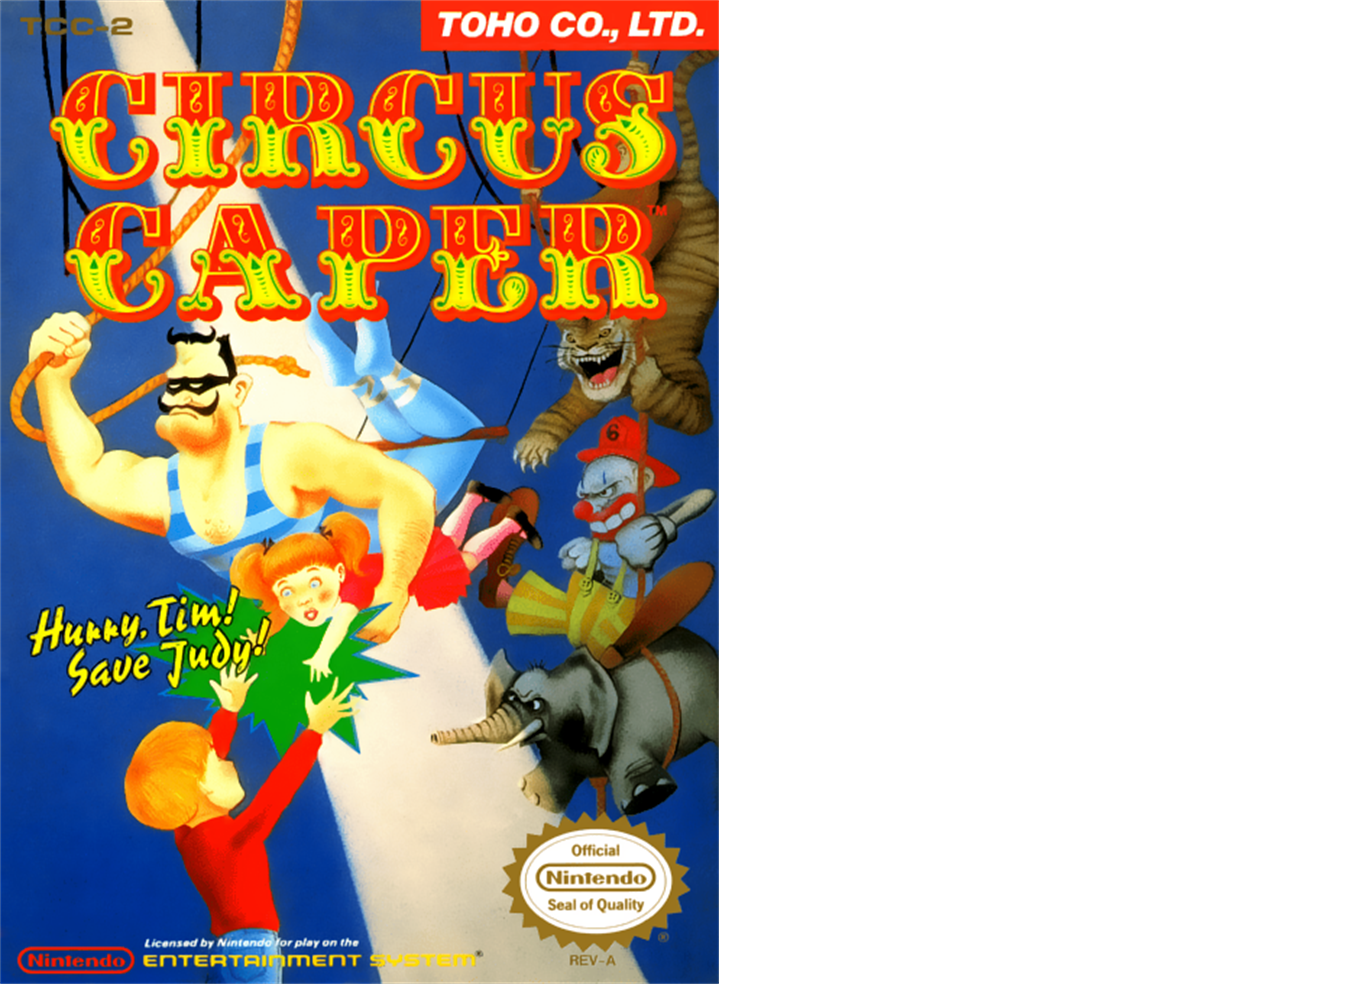 TCC-2
TOHO CO., LTD.
CIRCUS
CAPER™
6
Hurry, Tim!
Save Judy!
Official
Nintendo
Seal of Quality
®
Licensed by Nintendo for play on the
Nintendo
ENTERTAINMENT SYSTEM®
REV-A